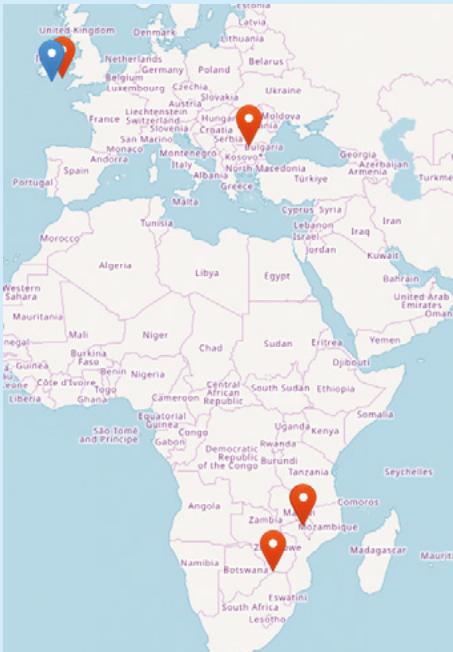 Estonia
United Kingdom
Denmark
Latvia
Lithuania
Netherlands
Belarus
Germany
Poland
Belgium
Luxembourg
Czechia
Ukraine
Slovakia
Austria
France
Liechtenstein
Switzerland
Moldova
Slovenia
Croatia
San Marino
Serbia
Bulgaria
Monaco
Montenegro
Kosovo*
Georgia
Andorra
Italy
North Macedonia
Azerbaijan
Spain
Albania
Armenia
Portugal
Greece
Türkiye
Malta
Cyprus
Syria
Tunisia
Lebanon
Iran
Israel
Iraq
Morocco
Jordan
Kuwait
Algeria
Libya
Egypt
Bahrain
Western
Sahara
United Arab
Emirates
Mauritania
Oman
Mali
Niger
Sudan
Eritrea
Yemen
Chad
Burkina
Faso
Djibouti
Guinea
Benin
Nigeria
Central
African
Republic
South Sudan
Ethiopia
Côte d'Ivoire
Togo
Liberia
Ghana
Cameroon
Somalia
Equatorial
Guinea
Uganda
Kenya
São Tomé
and Príncipe
Congo
Gabon
Rwanda
Democratic
Republic
of the Congo
Burundi
Tanzania
Seychelles
Angola
Comoros
Zambia
Mozambique
Madagascar
Namibia
Botswana
Eswatini
South Africa
Lesotho